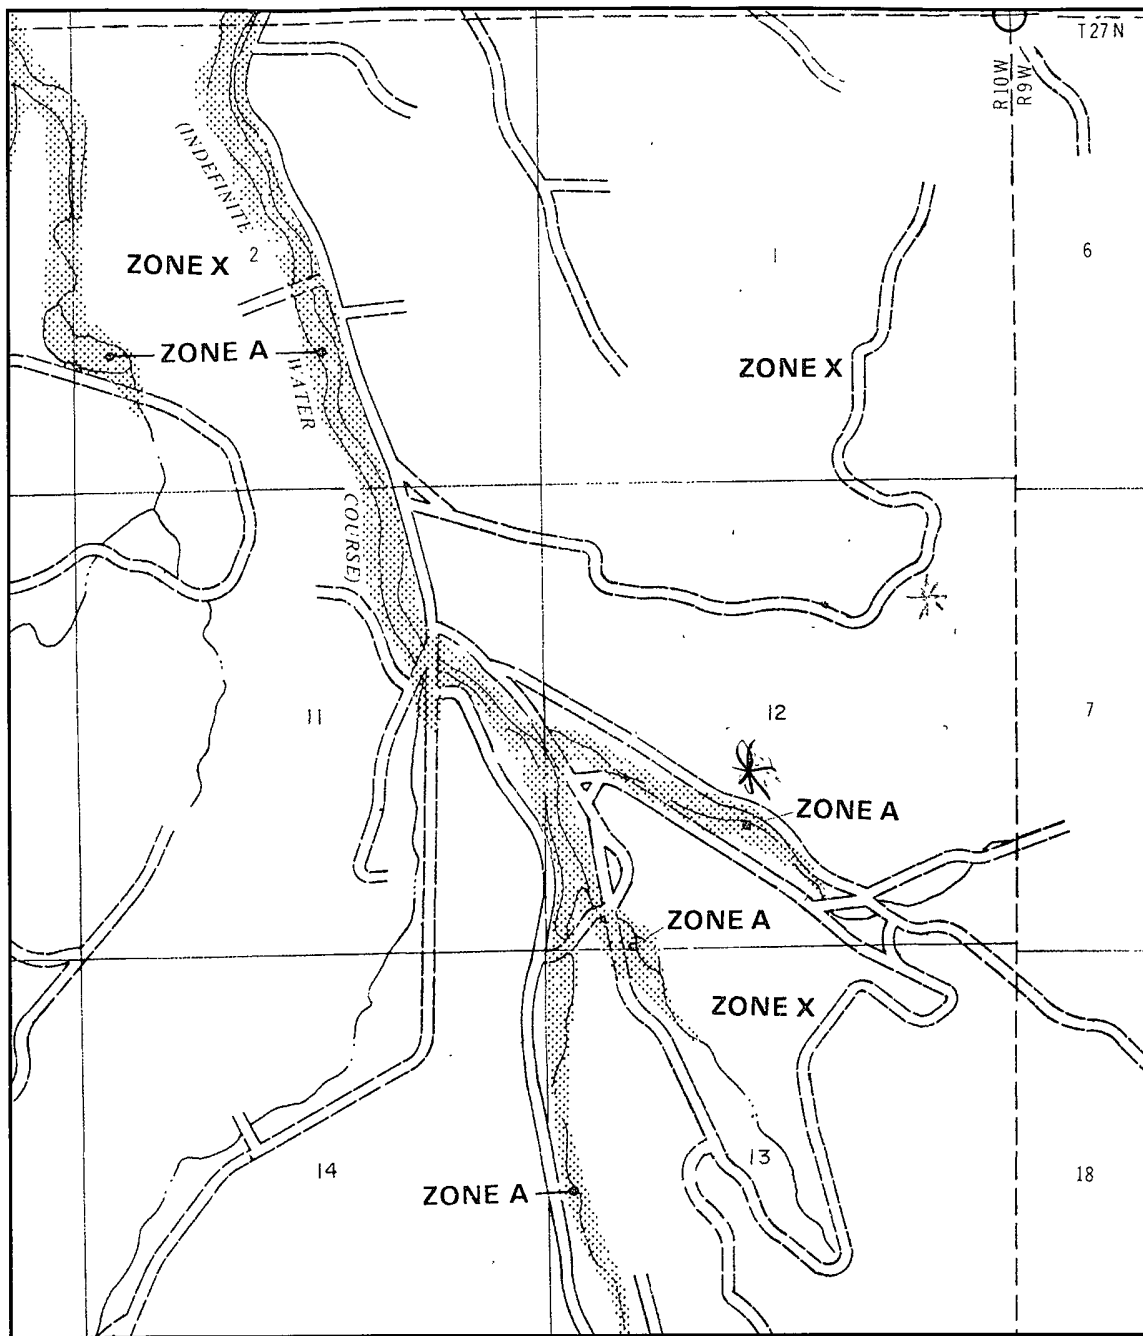 T27N
R10W
R9W
(INDEFINITE
2
1
6
ZONE X
ZONE A
WATER
ZONE X
COURSE)
11
12
7
ZONE A
ZONE A
ZONE X
14
13
18
ZONE A